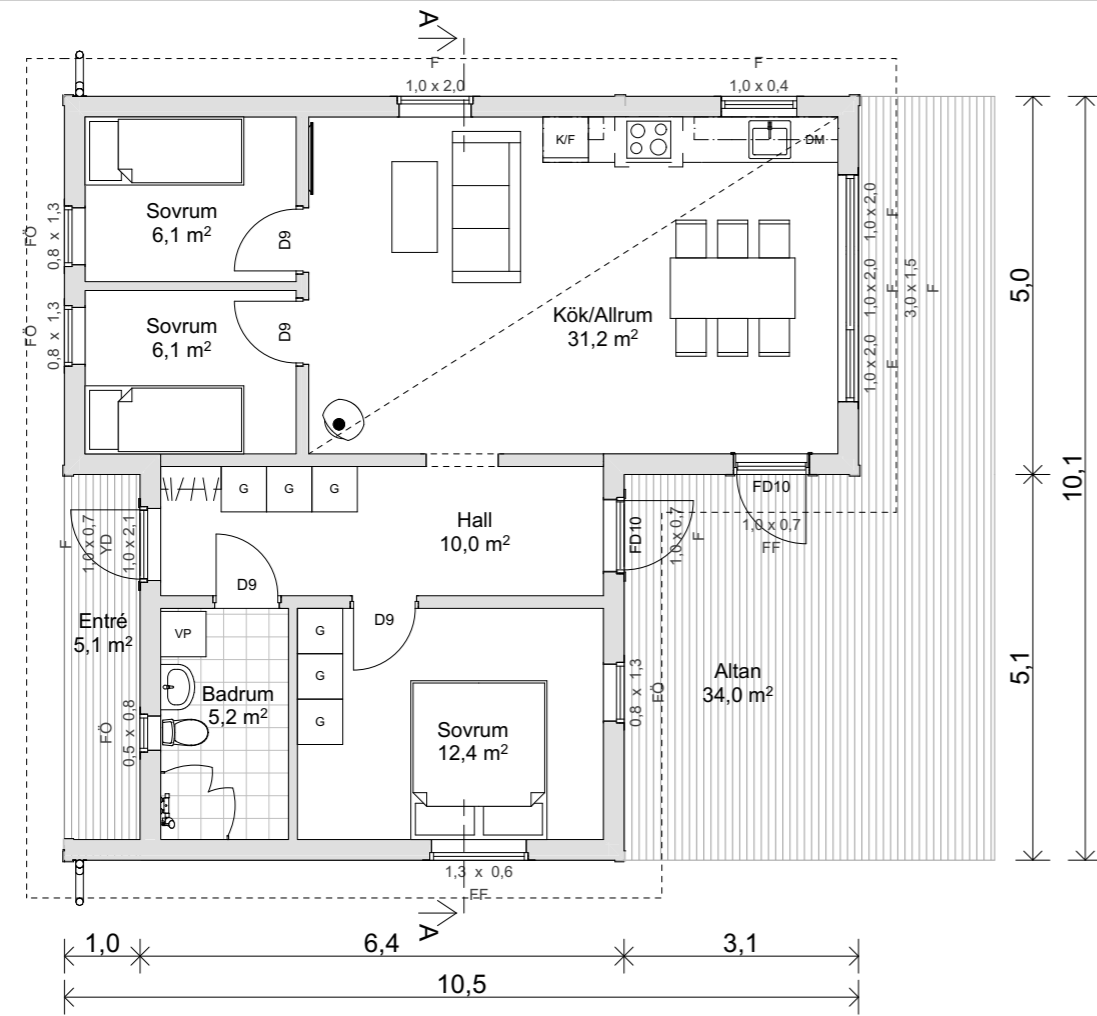 A
F
1,0 x 2,0
F
1,0 x 0,4
K/F
DM
Sovrum
6,1 m²
D9
FÖ
0,8 x 1,3
1,0 x 2,0
F
1,0 x 2,0
F
1,0 x 2,0
F
3,0 x 1,5
F
5,0
10,1
Sovrum
6,1 m²
D9
FÖ
0,8 x 1,3
Kök/Allrum
31,2 m²
G
G
G
Hall
10,0 m²
FD10
1,0 x 0,7
FF
FD10
1,0 x 0,7
F
F
1,0 x 0,7
YD
1,0 x 2,1
D9
D9
Entré
5,1 m²
VP
G
G
G
Badrum
5,2 m²
FÖ
0,5 x 0,8
Sovrum
12,4 m²
0,8 x 1,3
FÖ
Altan
34,0 m²
5,1
1,3 x 0,6
FF
A
1,0
6,4
3,1
10,5